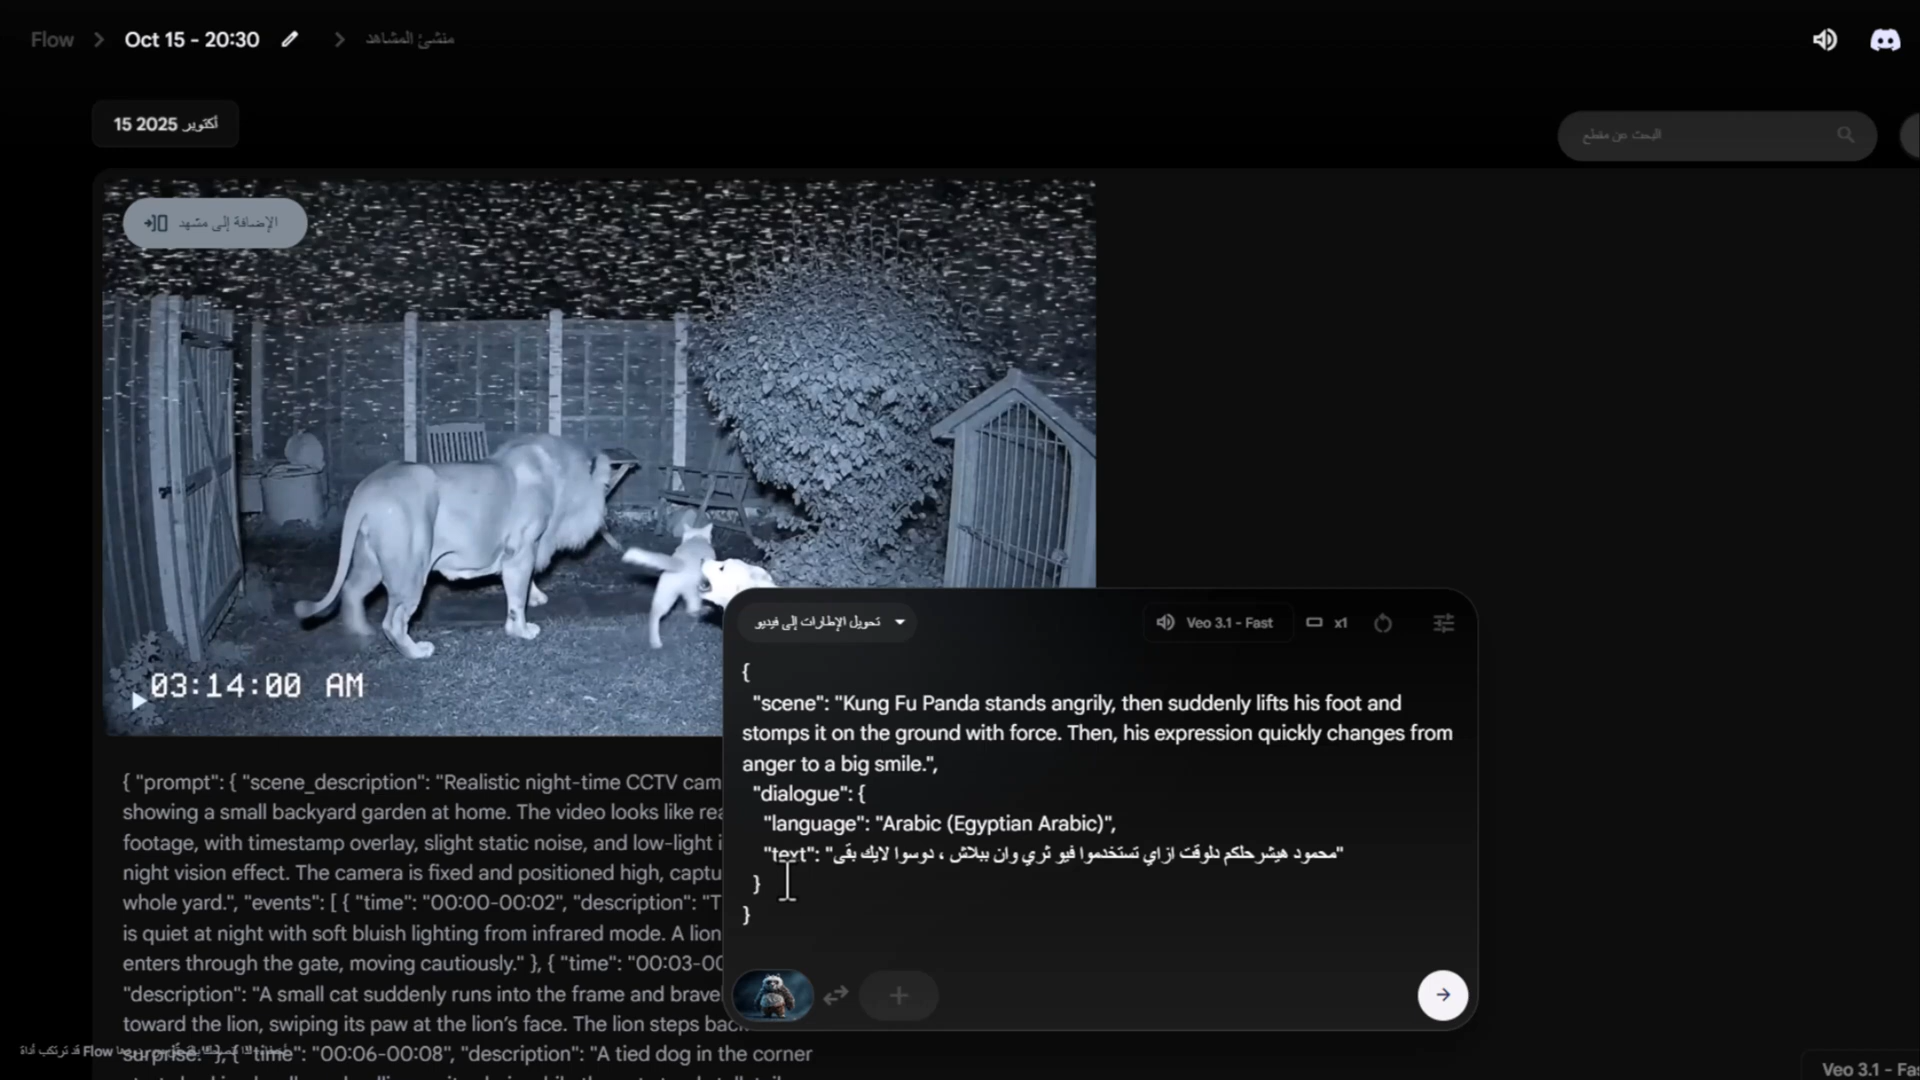 Flow > Oct 15 - 20:30 > منشئ المشاهد
15 أكتوبر 2025
البحث عن مقطع
الإضافة إلى مشهد
03:14:00 AM
{ "prompt": { "scene_description": "Realistic night-time CCTV cam
showing a small backyard garden at home. The video looks like rea
footage, with timestamp overlay, slight static noise, and low-light i
night vision effect. The camera is fixed and positioned high, captu
whole yard.", "events": [ { "time": "00:00-00:02", "description": "T
is quiet at night with soft bluish lighting from infrared mode. A lion
enters through the gate, moving cautiously." }, { "time": "00:03-00
"description": "A small cat suddenly runs into the frame and brave
toward the lion, swiping its paw at the lion's face. The lion steps back
surprise." }, { "time": "00:06-00:08", "description": "A tied dog in the corner
تحويل الإطارات إلى فيديو
Veo 3.1 - Fast
x1
{
"scene": "Kung Fu Panda stands angrily, then suddenly lifts his foot and
stomps it on the ground with force. Then, his expression quickly changes from
anger to a big smile.",
"dialogue": {
"language": "Arabic (Egyptian Arabic)",
"text": "محمود هيشرحلكم دلوقت ازاي تستخدموا فيو ثري وان ببلاش ، دوسوا لايك بقى"
}
}
Flow قد ترتكب أداة
Veo 3.1 - Fas